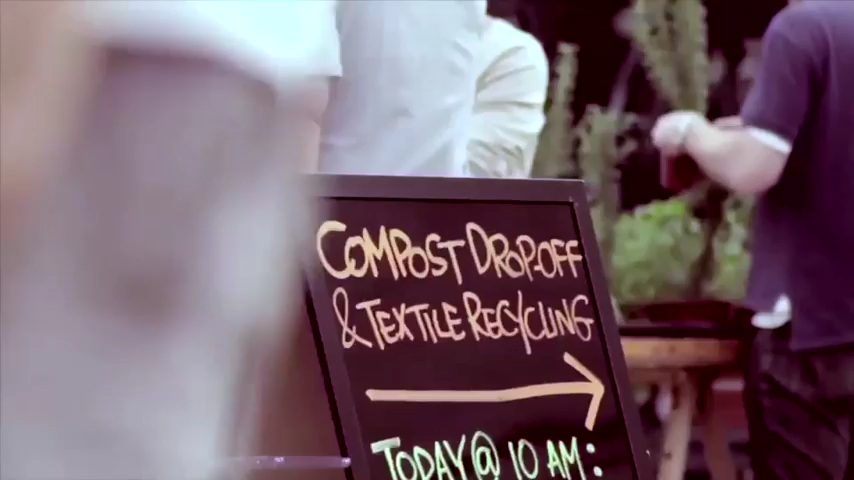 COMPOST DROP-OFF
& TEXTILE RECYCLING
TODAY @ 10 AM: